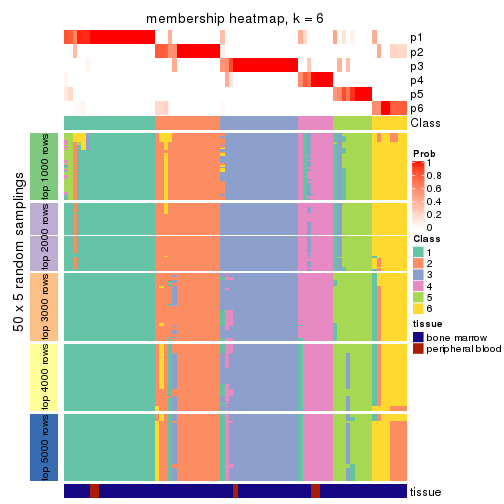 membership heatmap, k = 6
p1
p2
p3
p4
p5
p6
Class
50 x 5 random samplings
top 1000 rows
top 2000 rows
top 3000 rows
top 4000 rows
top 5000 rows
Prob
1
0.8
0.6
0.4
0.2
0
Class
1
2
3
4
5
6
tissue
bone marrow
peripheral blood
tissue